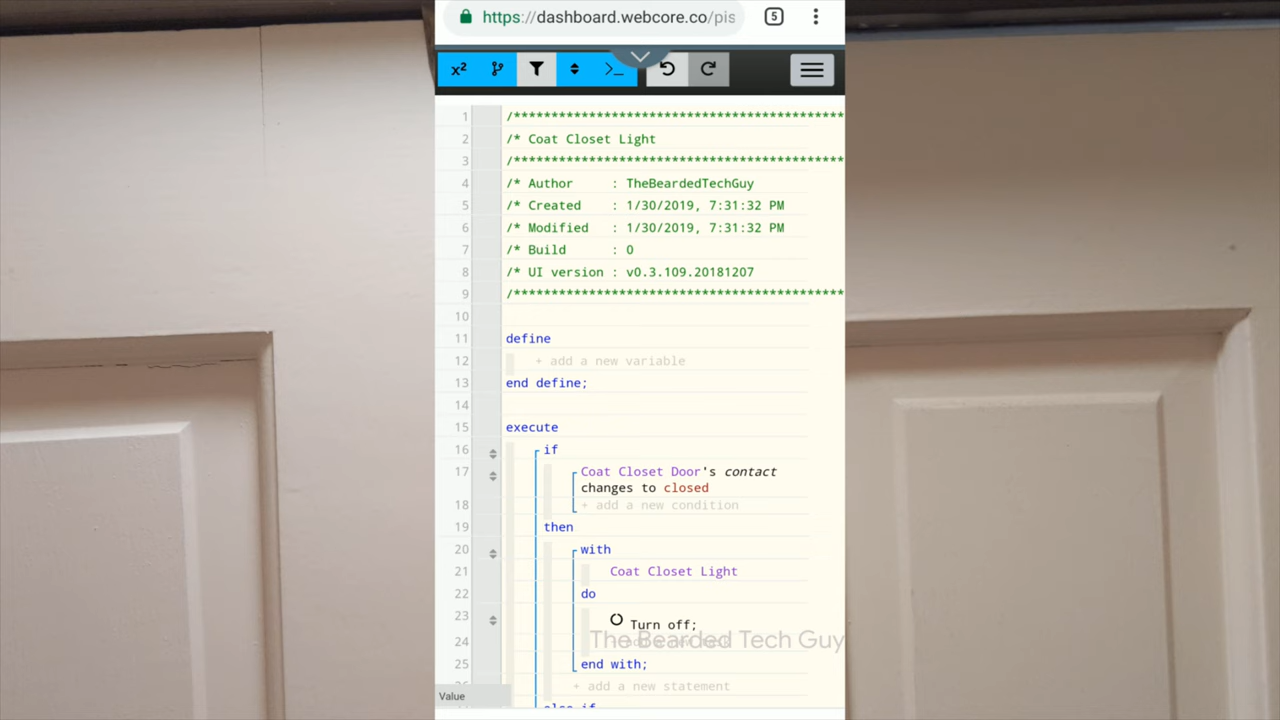 https://dashboard.webcore.co/pis
5
x²
>_
1 /*********************************************
2 /* Coat Closet Light
3 /*********************************************
4 /* Author : TheBeardedTechGuy
5 /* Created : 1/30/2019, 7:31:32 PM
6 /* Modified : 1/30/2019, 7:31:32 PM
7 /* Build : 0
8 /* UI version : v0.3.109.20181207
9 /*********************************************
10
11 define
12 + add a new variable
13 end define;
14
15 execute
16 if
17 Coat Closet Door's contact
changes to closed
18 + add a new condition
19 then
20 with
21 Coat Closet Light
22 do
23 Turn off;
24
The Bearded Tech Guy
25 end with;
+ add a new statement
Value
else if